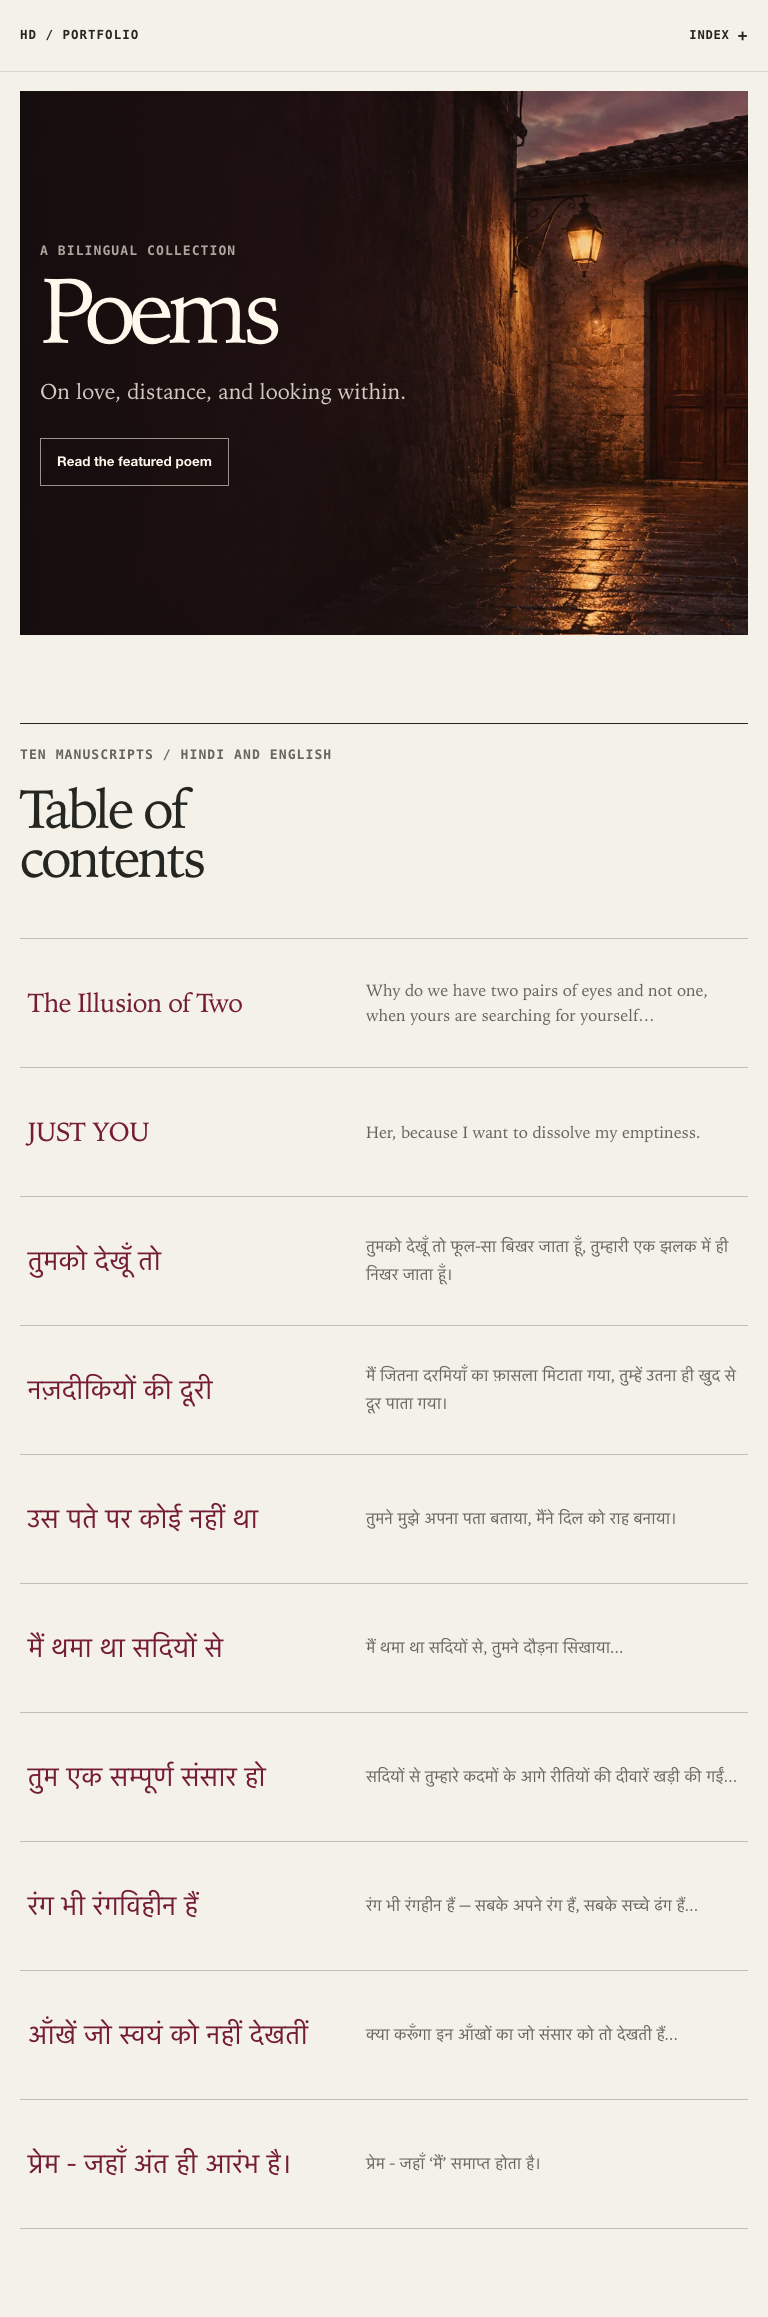 HD / PORTFOLIO
INDEX +
A BILINGUAL COLLECTION
Poems
On love, distance, and looking within.
Read the featured poem
TEN MANUSCRIPTS / HINDI AND ENGLISH
Table of
contents
The Illusion of Two
Why do we have two pairs of eyes and not one,
when yours are searching for yourself…
JUST YOU
Her, because I want to dissolve my emptiness.
तुमको देखूँ तो
तुमको देखूँ तो फूल-सा बिखर जाता हूँ, तुम्हारी एक झलक में ही
निखर जाता हूँ।
नज़दीकियों की दूरी
मैं जितना दरमियाँ का फ़ासला मिटाता गया, तुम्हें उतना ही खुद से
दूर पाता गया।
उस पते पर कोई नहीं था
तुमने मुझे अपना पता बताया, मैंने दिल को राह बनाया।
मैं थमा था सदियों से
मैं थमा था सदियों से, तुमने दौड़ना सिखाया…
तुम एक सम्पूर्ण संसार हो
सदियों से तुम्हारे कदमों के आगे रीतियों की दीवारें खड़ी की गईं…
रंग भी रंगविहीन हैं
रंग भी रंगहीन हैं — सबके अपने रंग हैं, सबके सच्चे ढंग हैं…
आँखें जो स्वयं को नहीं देखतीं
क्या करूँगा इन आँखों का जो संसार को तो देखती हैं…
प्रेम - जहाँ अंत ही आरंभ है।
प्रेम - जहाँ ‘मैं’ समाप्त होता है।